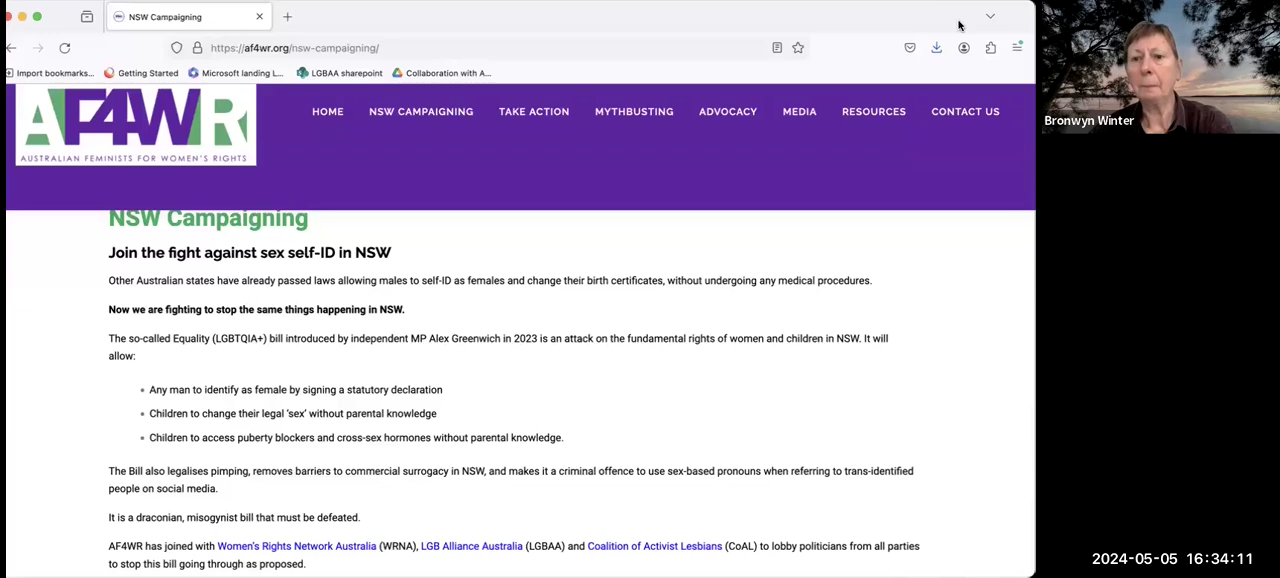 NSW Campaigning
https://af4wr.org/nsw-campaigning/
Import bookmarks... Getting Started Microsoft landing L... LGBAA sharepoint Collaboration with A...
AF4WR
AUSTRALIAN FEMINISTS FOR WOMEN'S RIGHTS
HOME NSW CAMPAIGNING TAKE ACTION MYTHBUSTING ADVOCACY MEDIA RESOURCES CONTACT US
Bronwyn Winter
NSW Campaigning
Join the fight against sex self-ID in NSW
Other Australian states have already passed laws allowing males to self-ID as females and change their birth certificates, without undergoing any medical procedures.
Now we are fighting to stop the same things happening in NSW.
The so-called Equality (LGBTQIA+) bill introduced by independent MP Alex Greenwich in 2023 is an attack on the fundamental rights of women and children in NSW. It will
allow:
Any man to identify as female by signing a statutory declaration
Children to change their legal 'sex' without parental knowledge
Children to access puberty blockers and cross-sex hormones without parental knowledge.
The Bill also legalises pimping, removes barriers to commercial surrogacy in NSW, and makes it a criminal offence to use sex-based pronouns when referring to trans-identified
people on social media.
It is a draconian, misogynist bill that must be defeated.
AF4WR has joined with Women's Rights Network Australia (WRNA), LGB Alliance Australia (LGBAA) and Coalition of Activist Lesbians (CoAL) to lobby politicians from all parties
to stop this bill going through as proposed.
2024-05-05 16:34:11